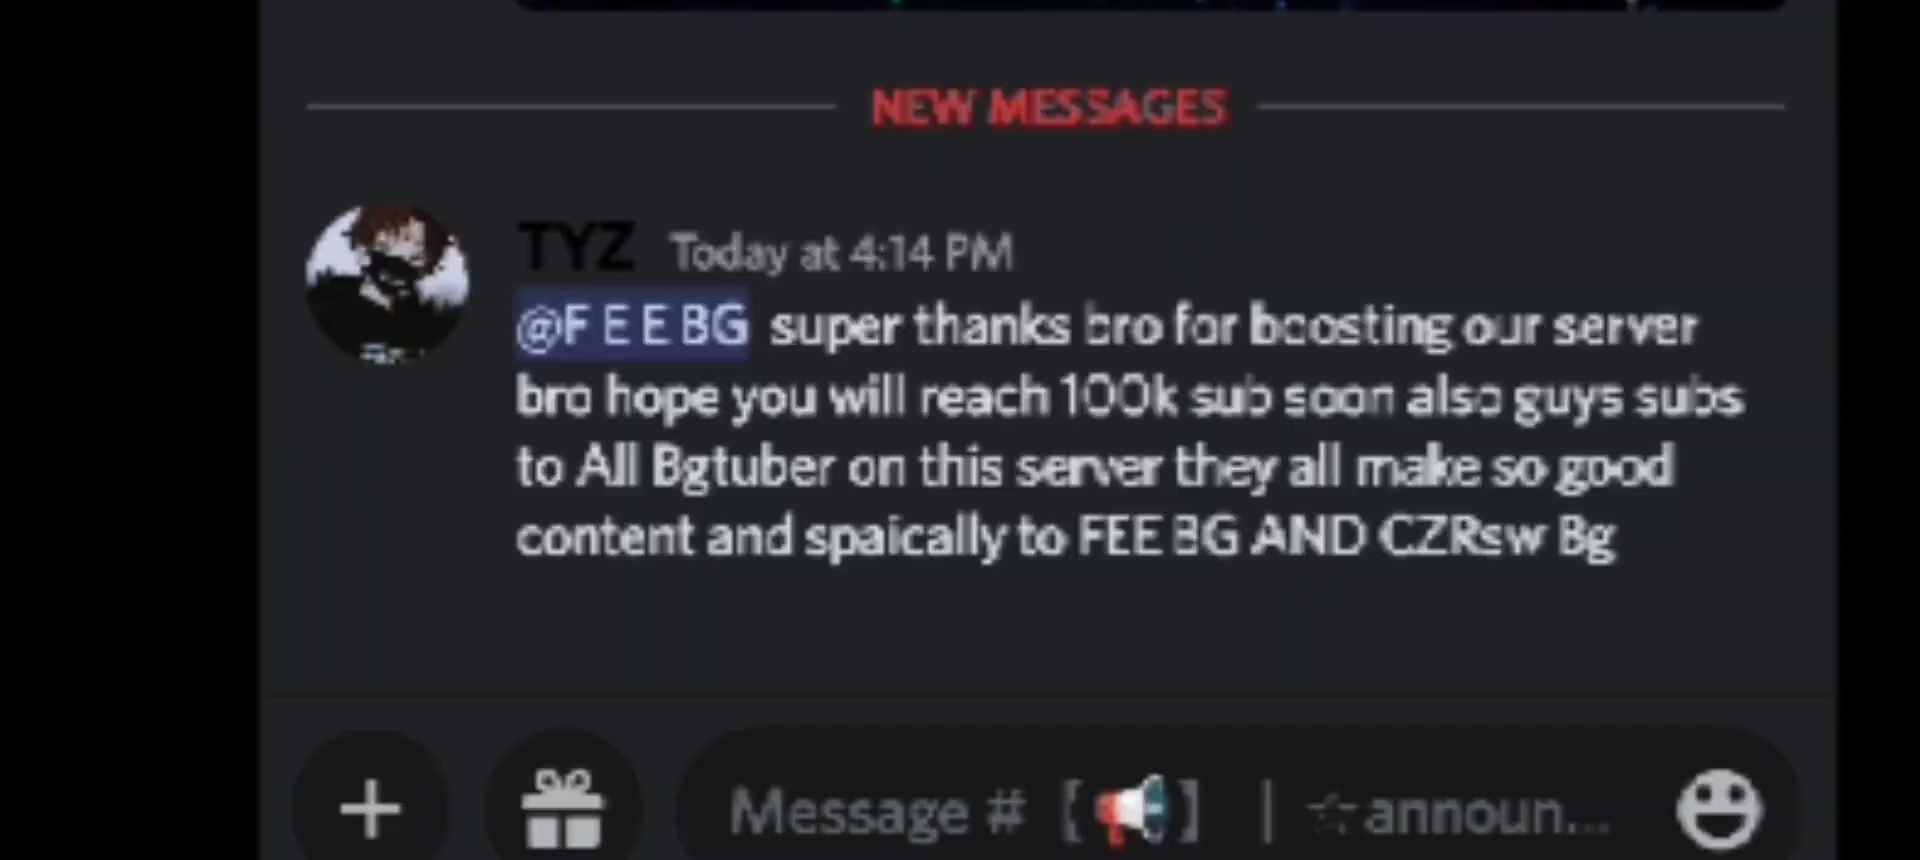 NEW MESSAGES
TYZ Today at 4:14 PM
@F E E BG super thanks bro for boosting our server
bro hope you will reach 100k sub soon also guys subs
to All Bgtuber on this server they all make so good
content and spaically to FEE BG AND CZRsw Bg
Message # 【📢】 | ☆announ...